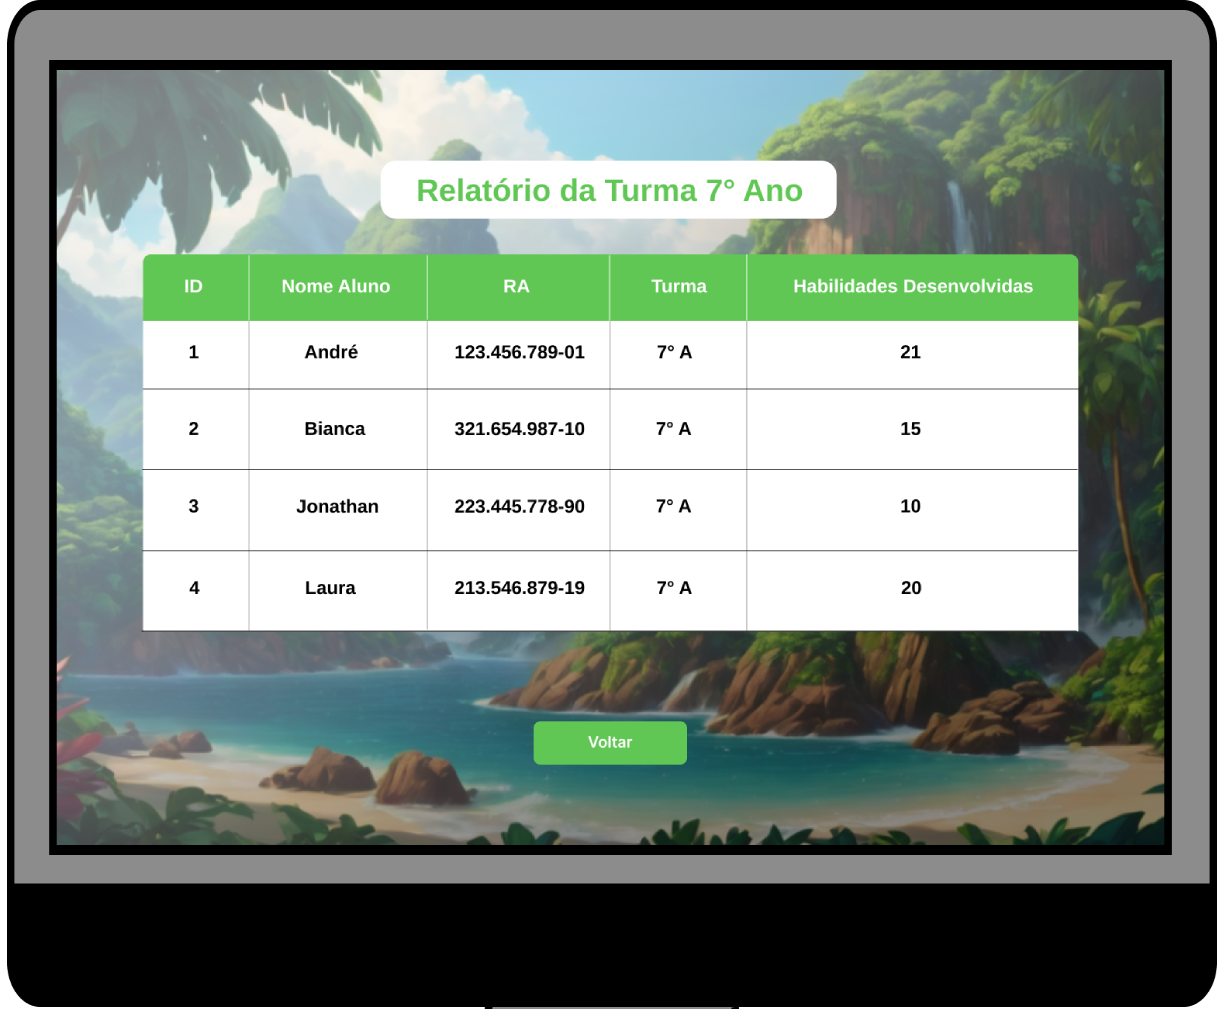 Relatório da Turma 7° Ano
ID Nome Aluno RA Turma Habilidades Desenvolvidas
1 André 123.456.789-01 7° A 21
2 Bianca 321.654.987-10 7° A 15
3 Jonathan 223.445.778-90 7° A 10
4 Laura 213.546.879-19 7° A 20
Voltar